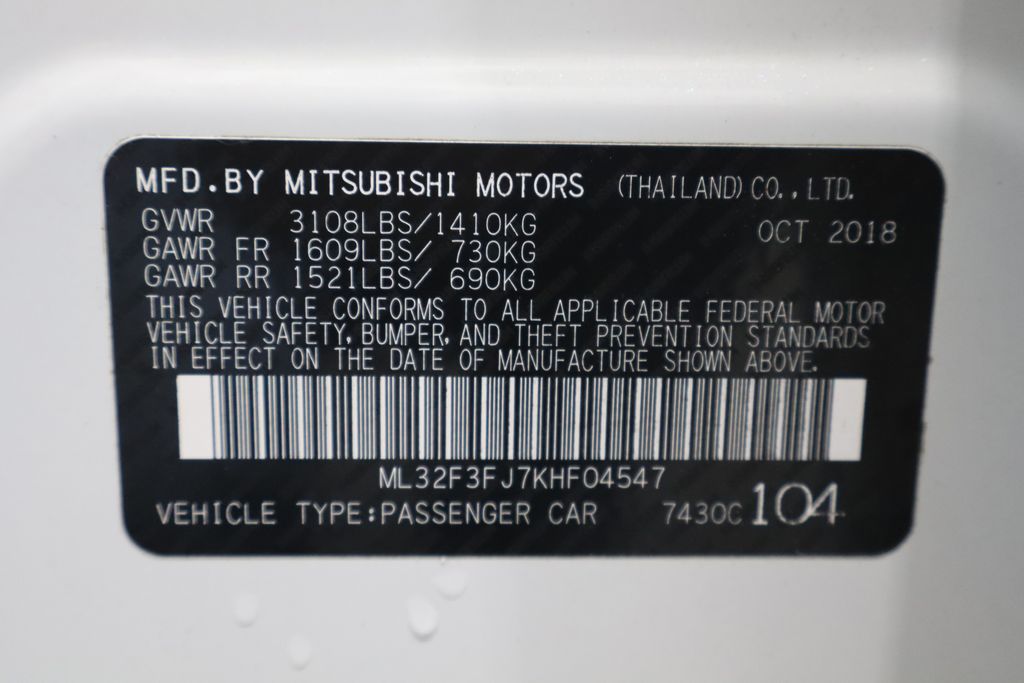 MFD.BY MITSUBISHI MOTORS (THAILAND) CO., LTD.
GVWR 3108LBS/1410KG OCT 2018
GAWR FR 1609LBS/ 730KG
GAWR RR 1521LBS/ 690KG
THIS VEHICLE CONFORMS TO ALL APPLICABLE FEDERAL MOTOR
VEHICLE SAFETY, BUMPER, AND THEFT PREVENTION STANDARDS
IN EFFECT ON THE DATE OF MANUFACTURE SHOWN ABOVE.
ML32F3FJ7KHF04547
VEHICLE TYPE:PASSENGER CAR 7430C 104